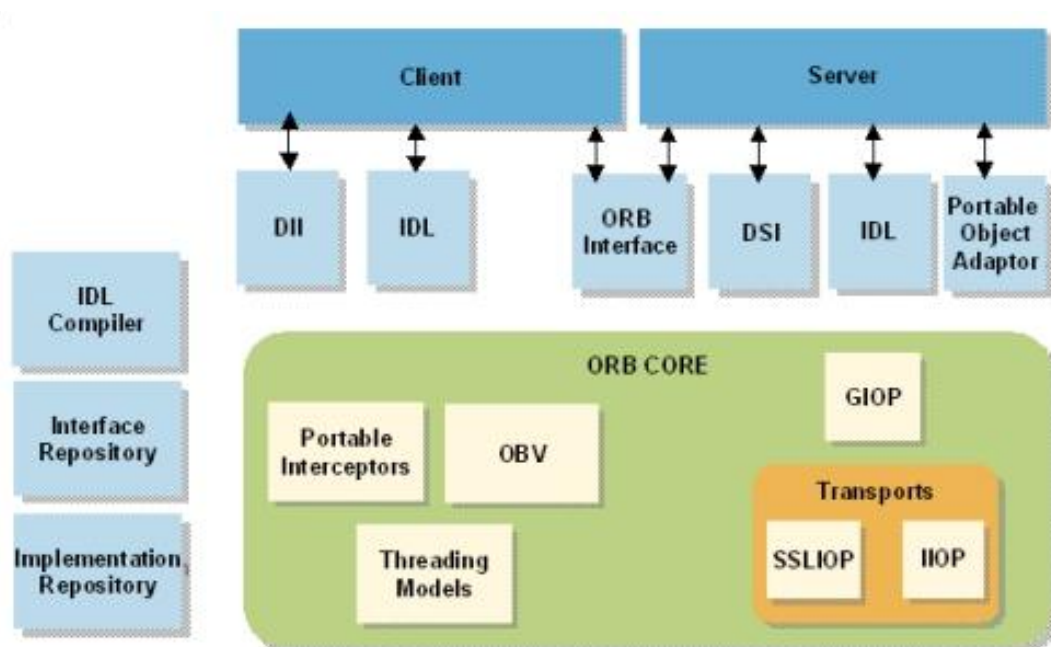 Client
Server
DII
IDL
ORB
Interface
DSI
IDL
Portable
Object
Adaptor
IDL
Compiler
Interface
Repository
Implementation
Repository
ORB CORE
GIOP
Portable
Interceptors
OBV
Threading
Models
Transports
SSLIOP
IIOP